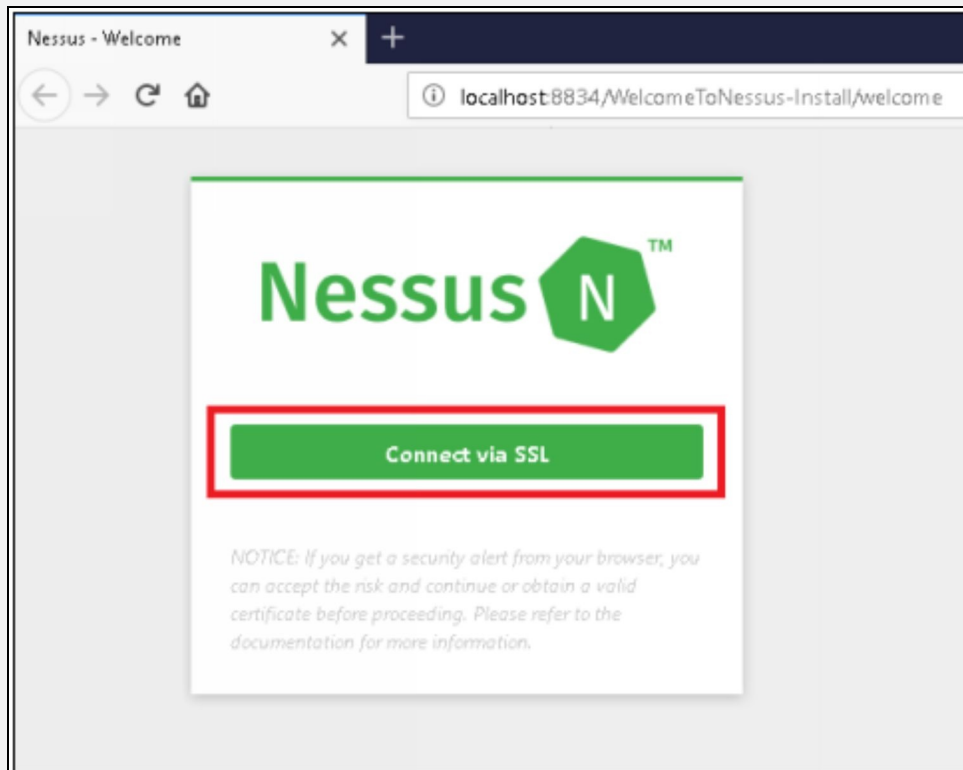 Nessus - Welcome
localhost:8834/WelcomeToNessus-Install/welcome
Nessus N™
Connect via SSL
NOTICE: If you get a security alert from your browser, you
can accept the risk and continue or obtain a valid
certificate before proceeding. Please refer to the
documentation for more information.